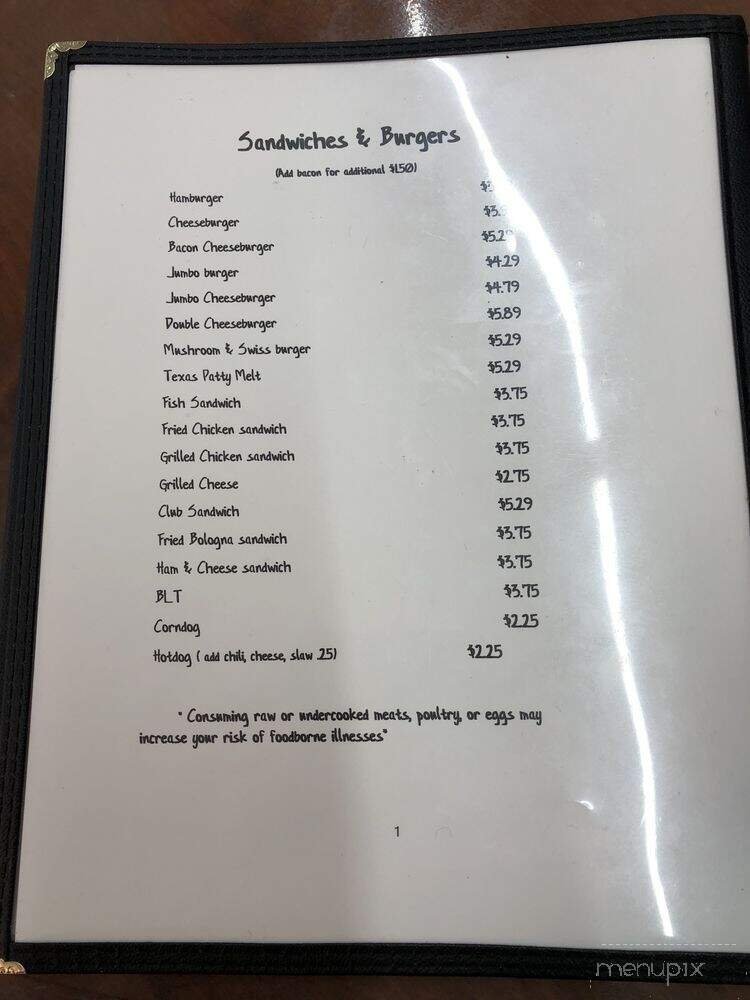 Sandwiches & Burgers
(Add bacon for additional $1.50)
Hamburger
Cheeseburger
Bacon Cheeseburger
Jumbo burger $4.29
Jumbo Cheeseburger $4.79
Double Cheeseburger $5.89
Mushroom & Swiss burger $5.29
Texas Patty Melt $5.29
Fish Sandwich $3.75
Fried Chicken sandwich $3.75
Grilled Chicken sandwich $3.75
Grilled Cheese $2.75
Club Sandwich $5.29
Fried Bologna sandwich $3.75
Ham & Cheese sandwich $3.75
BLT $3.75
Corndog $2.25
Hotdog ( add chili, cheese, slaw .25) $2.25
" Consuming raw or undercooked meats, poultry, or eggs may
increase your risk of foodborne illnesses"
1
menupix